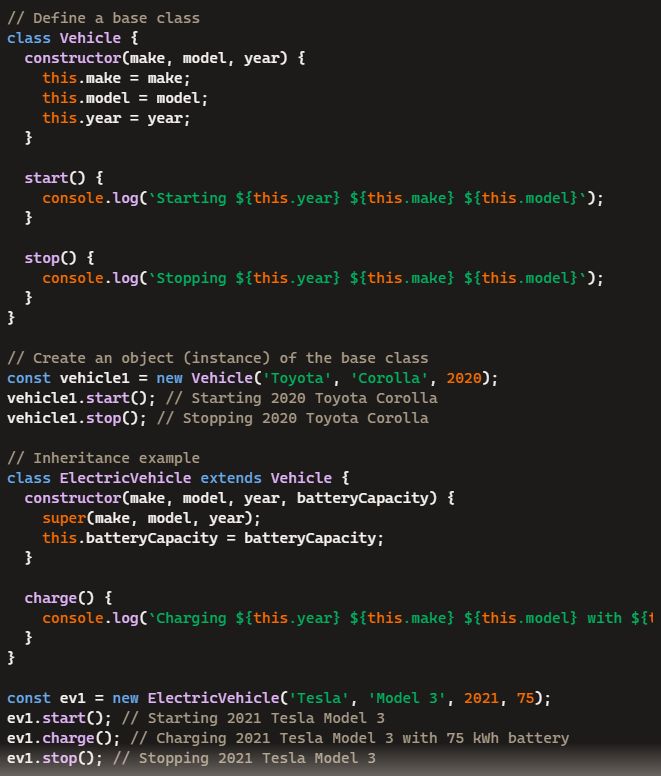 // Define a base class
class Vehicle {
  constructor(make, model, year) {
    this.make = make;
    this.model = model;
    this.year = year;
  }

  start() {
    console.log(`Starting ${this.year} ${this.make} ${this.model}`);
  }

  stop() {
    console.log(`Stopping ${this.year} ${this.make} ${this.model}`);
  }
}

// Create an object (instance) of the base class
const vehicle1 = new Vehicle('Toyota', 'Corolla', 2020);
vehicle1.start(); // Starting 2020 Toyota Corolla
vehicle1.stop(); // Stopping 2020 Toyota Corolla

// Inheritance example
class ElectricVehicle extends Vehicle {
  constructor(make, model, year, batteryCapacity) {
    super(make, model, year);
    this.batteryCapacity = batteryCapacity;
  }

  charge() {
    console.log(`Charging ${this.year} ${this.make} ${this.model} with ${
  }
}

const ev1 = new ElectricVehicle('Tesla', 'Model 3', 2021, 75);
ev1.start(); // Starting 2021 Tesla Model 3
ev1.charge(); // Charging 2021 Tesla Model 3 with 75 kWh battery
ev1.stop(); // Stopping 2021 Tesla Model 3